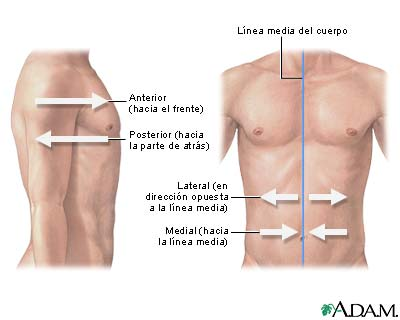 Línea media del cuerpo
Anterior
(hacia el frente)
Posterior (hacia
la parte de atrás)
Lateral (en
dirección opuesta
a la línea media)
Medial (hacia
la línea media)
ADAM.